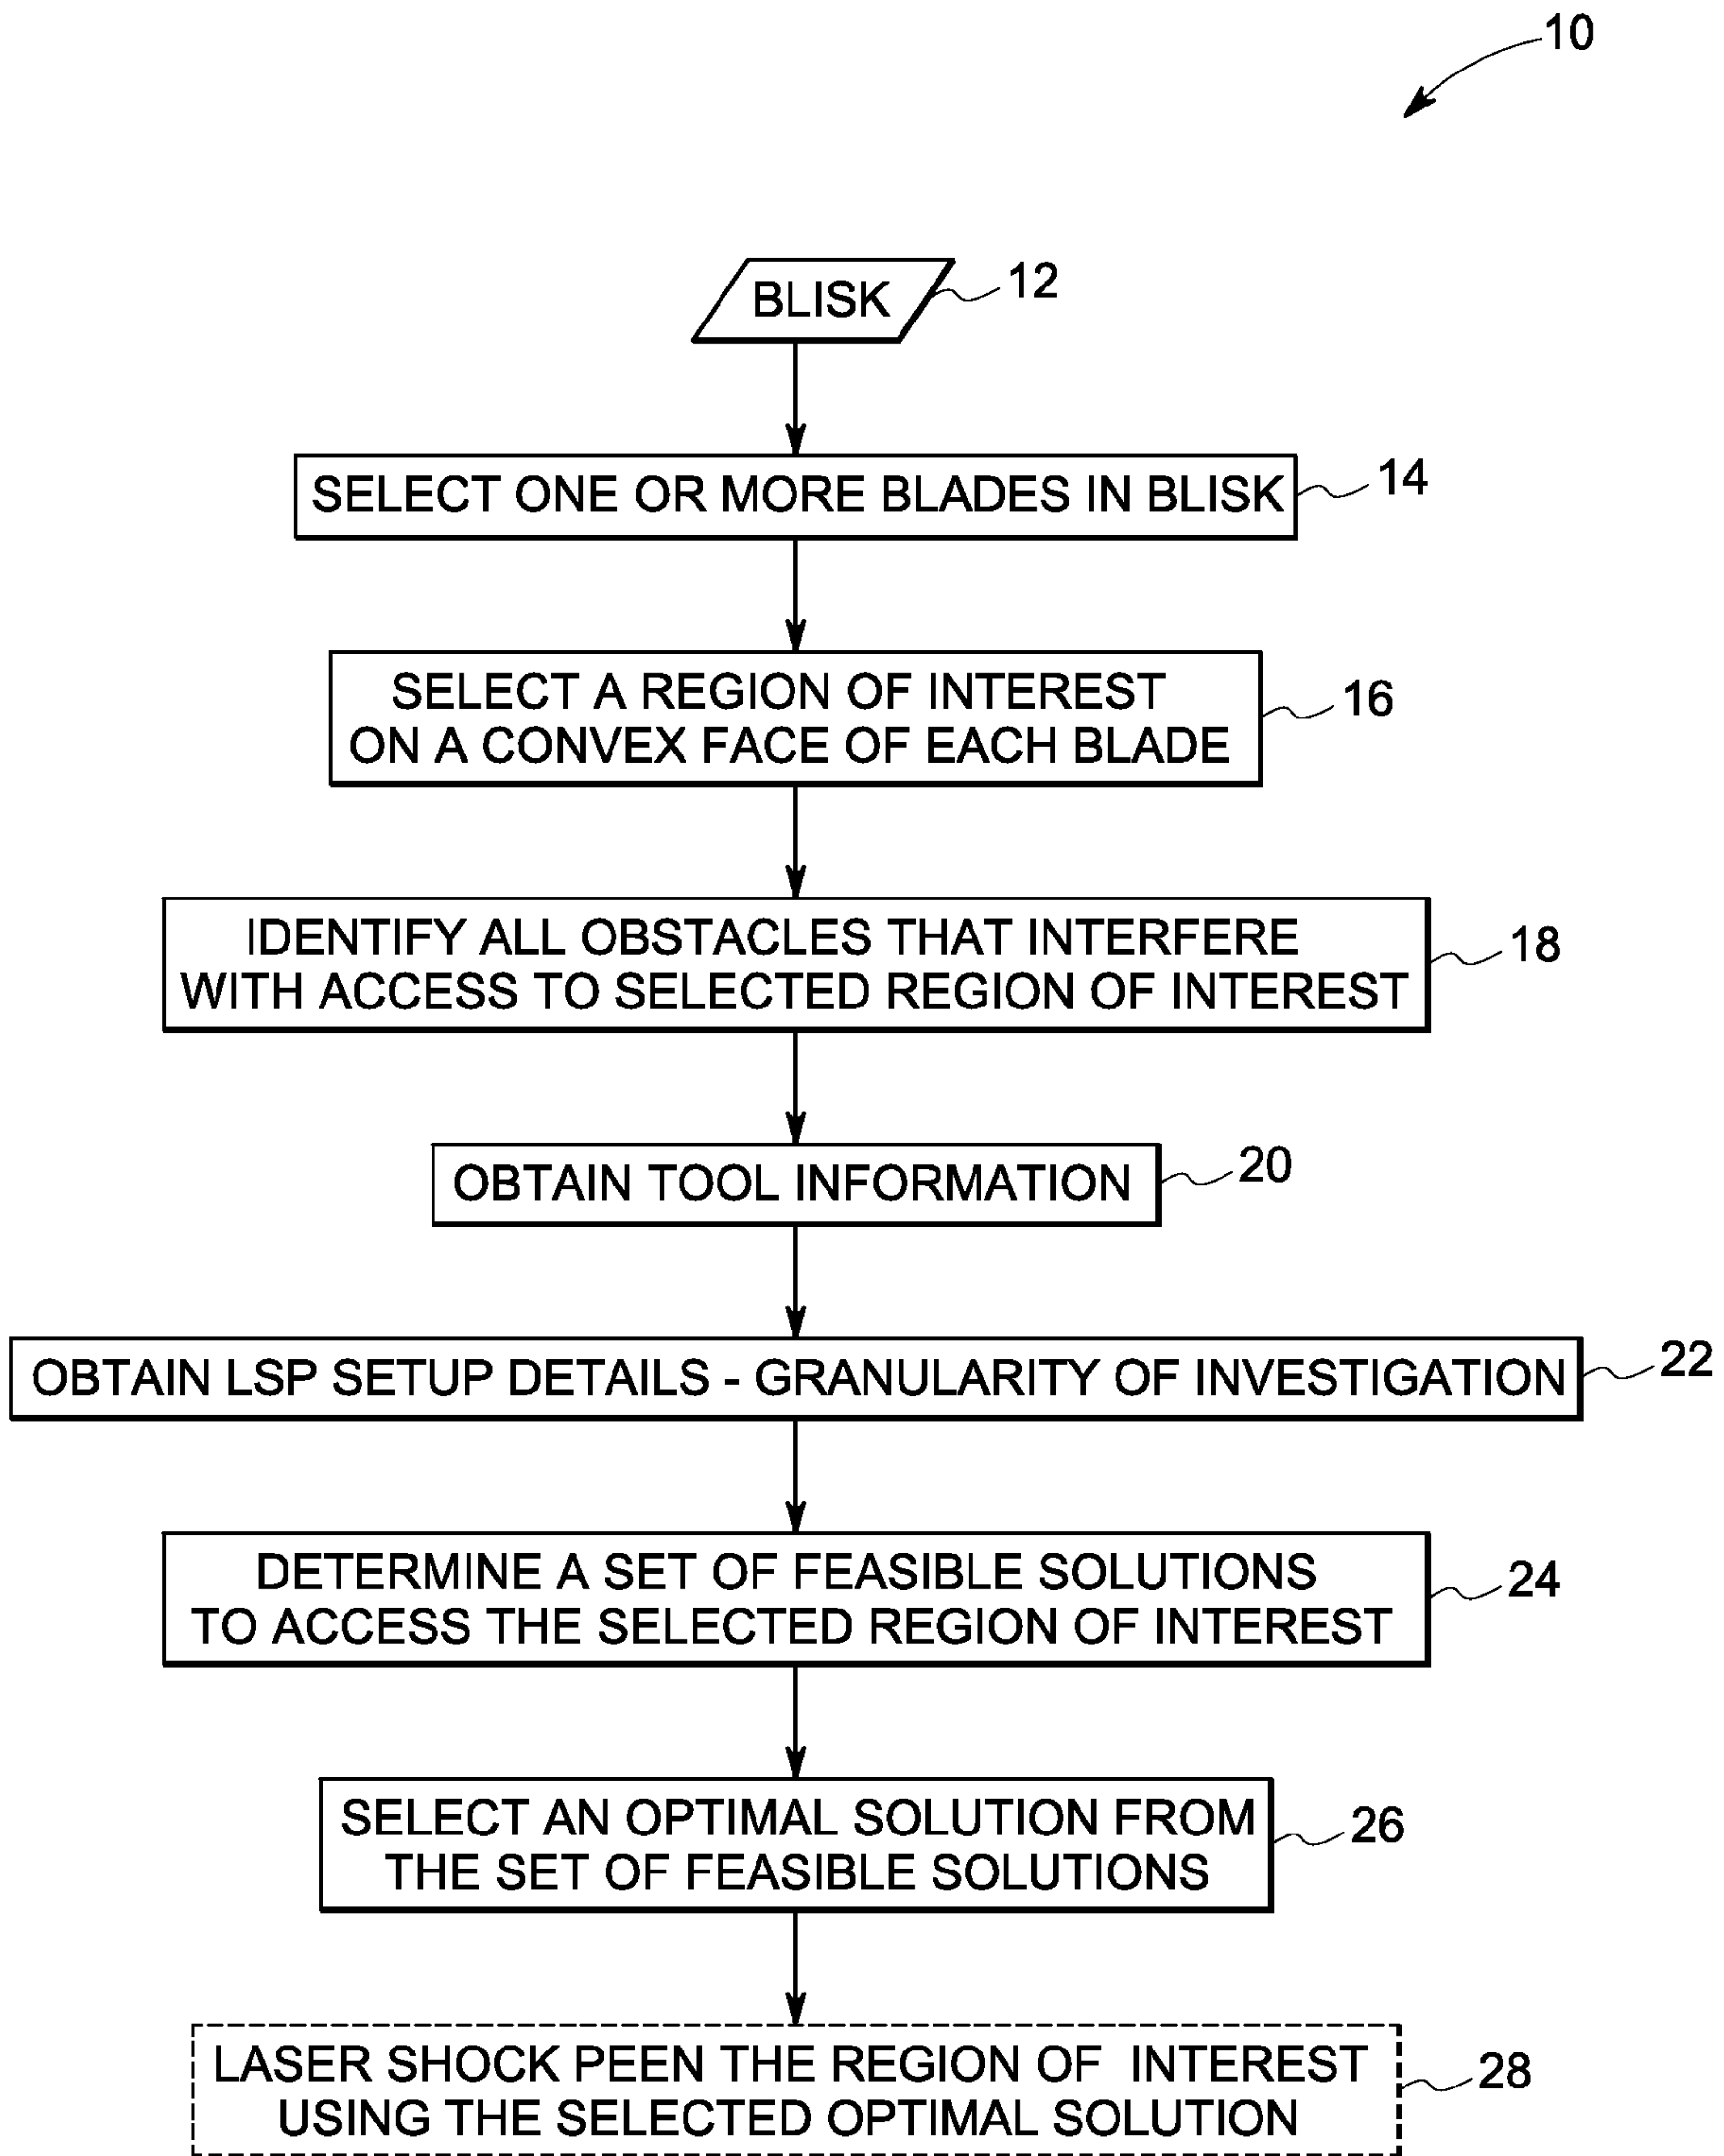 10
BLISK
12
SELECT ONE OR MORE BLADES IN BLISK
14
SELECT A REGION OF INTEREST
ON A CONVEX FACE OF EACH BLADE
16
IDENTIFY ALL OBSTACLES THAT INTERFERE
WITH ACCESS TO SELECTED REGION OF INTEREST
18
OBTAIN TOOL INFORMATION
20
OBTAIN LSP SETUP DETAILS - GRANULARITY OF INVESTIGATION
22
DETERMINE A SET OF FEASIBLE SOLUTIONS
TO ACCESS THE SELECTED REGION OF INTEREST
24
SELECT AN OPTIMAL SOLUTION FROM
THE SET OF FEASIBLE SOLUTIONS
26
LASER SHOCK PEEN THE REGION OF INTEREST
USING THE SELECTED OPTIMAL SOLUTION
28